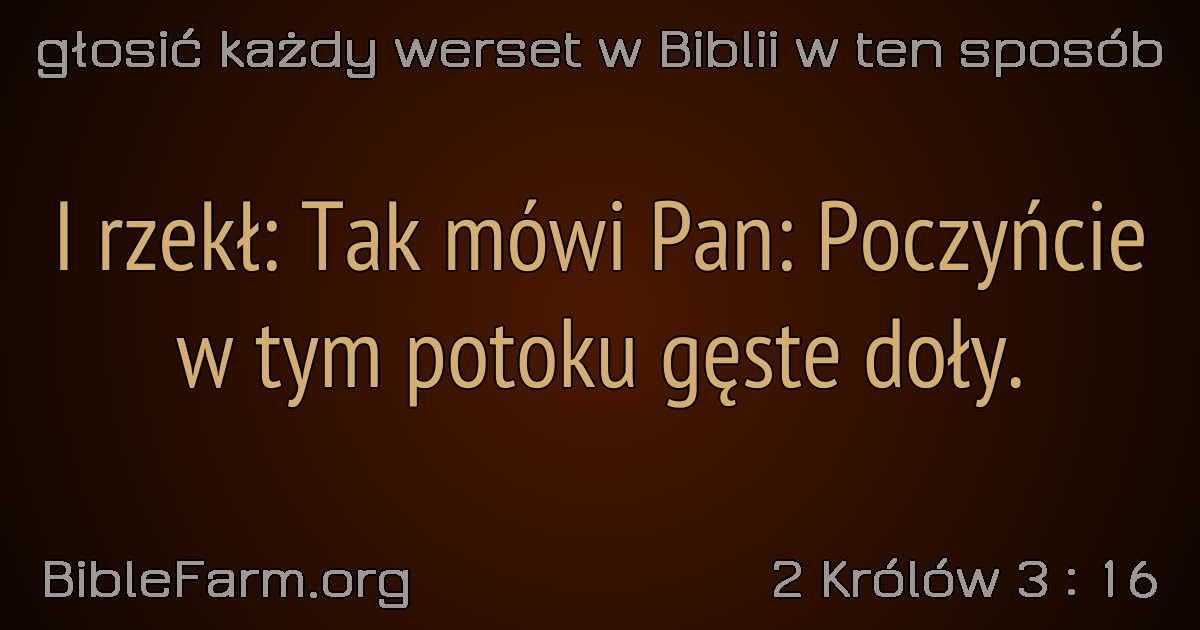 głosić każdy werset w Biblii w ten sposób
I rzekł: Tak mówi Pan: Poczyńcie
w tym potoku gęste doły.
BibleFarm.org
2 Królów 3 : 16